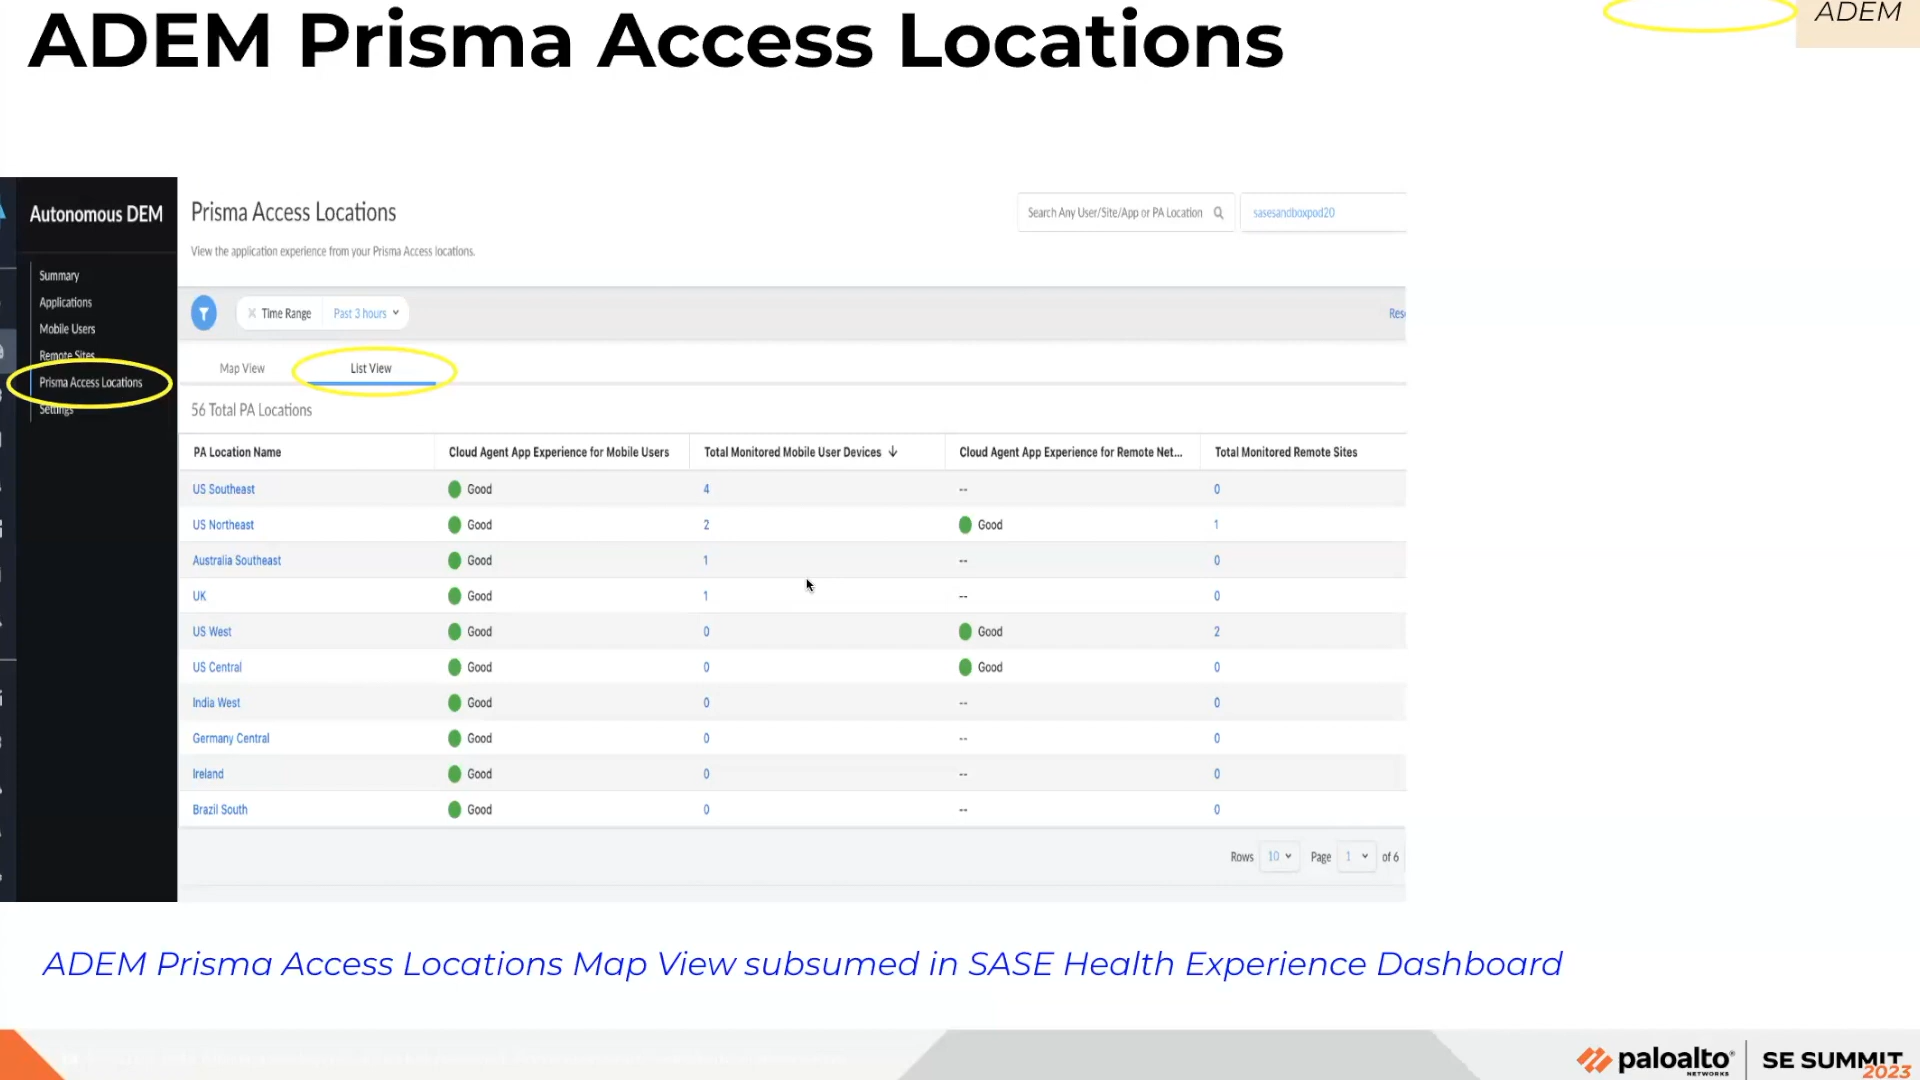 ADEM Prisma Access Locations
ADEM
Autonomous DEM
Summary
Applications
Mobile Users
Remote Sites
Prisma Access Locations
Settings
Prisma Access Locations
Search Any User/Site/App or PA Location
sasesandboxpod20
View the application experience from your Prisma Access locations.
Time Range Past 3 hours
Res
Map View List View
56 Total PA Locations
PA Location Name Cloud Agent App Experience for Mobile Users Total Monitored Mobile User Devices Cloud Agent App Experience for Remote Net... Total Monitored Remote Sites
US Southeast Good 4 -- 0
US Northeast Good 2 Good 1
Australia Southeast Good 1 -- 0
UK Good 1 -- 0
US West Good 0 Good 2
US Central Good 0 Good 0
India West Good 0 -- 0
Germany Central Good 0 -- 0
Ireland Good 0 -- 0
Brazil South Good 0 -- 0
Rows 10 Page 1 of 6
ADEM Prisma Access Locations Map View subsumed in SASE Health Experience Dashboard
paloalto NETWORKS SE SUMMIT 2023